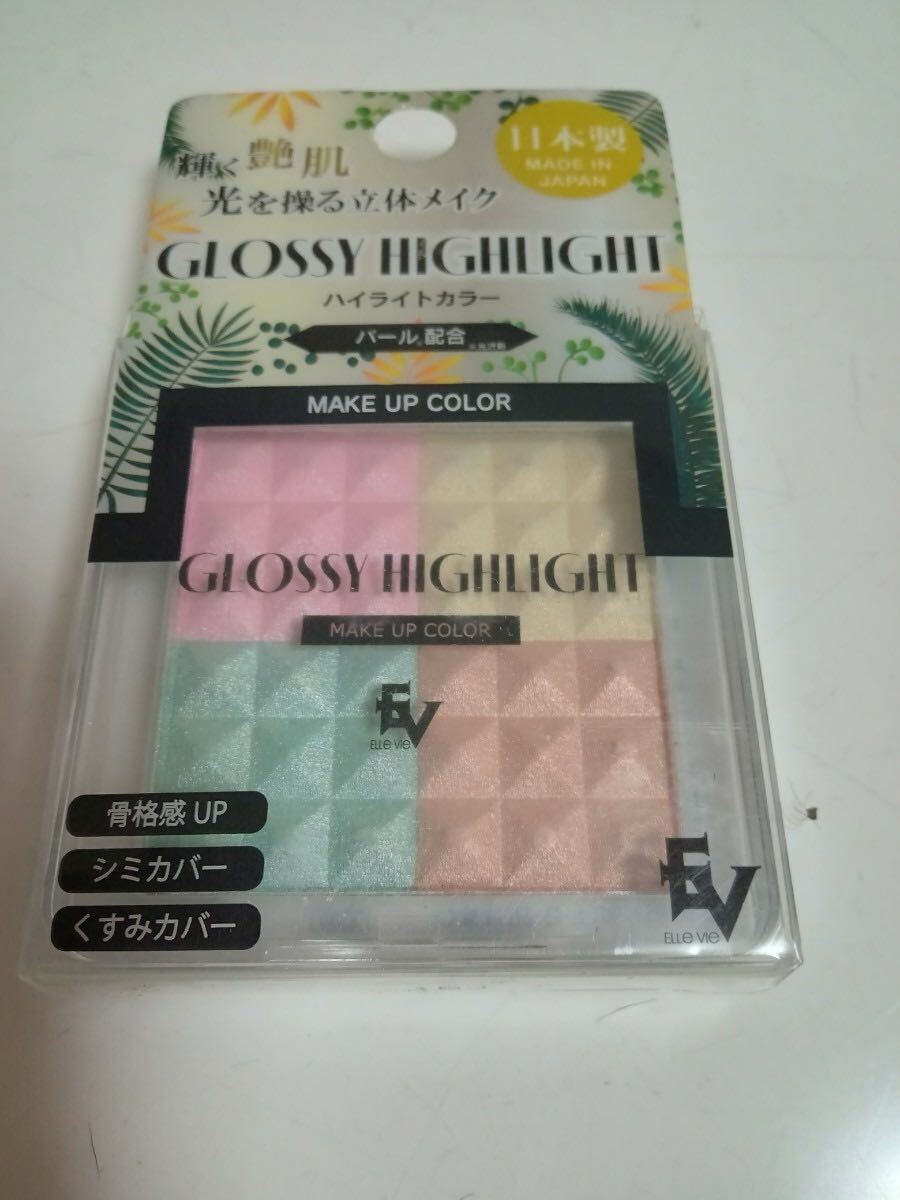 日本製
MADE IN
JAPAN
輝く艶肌
光を操る立体メイク
GLOSSY HIGHLIGHT
ハイライトカラー
パール配合
MAKE UP COLOR
GLOSSY HIGHLIGHT
MAKE UP COLOR
EV
ELLe Vie
骨格感 UP
シミカバー
くすみカバー
EV
ELLe Vie